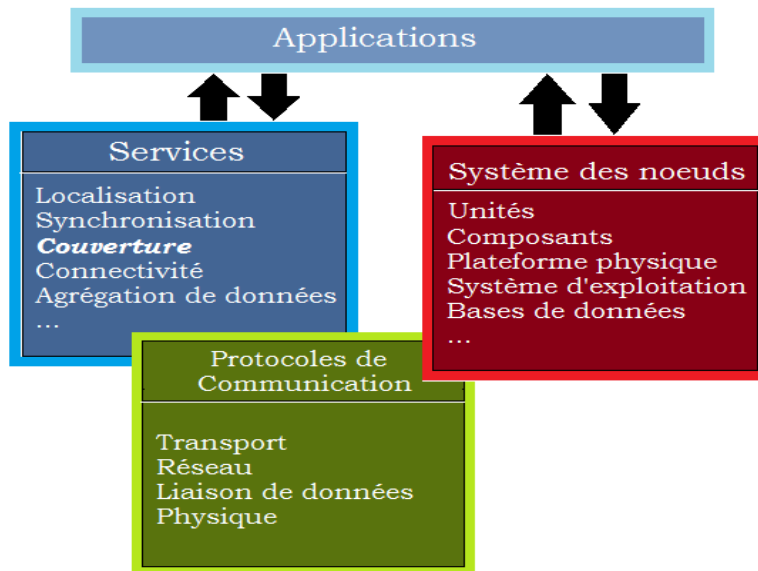 Applications
Services
Localisation
Synchronisation
Couverture
Connectivité
Agrégation de données
...
Système des noeuds
Unités
Composants
Plateforme physique
Système d'exploitation
Bases de données
...
Protocoles de
Communication
Transport
Réseau
Liaison de données
Physique